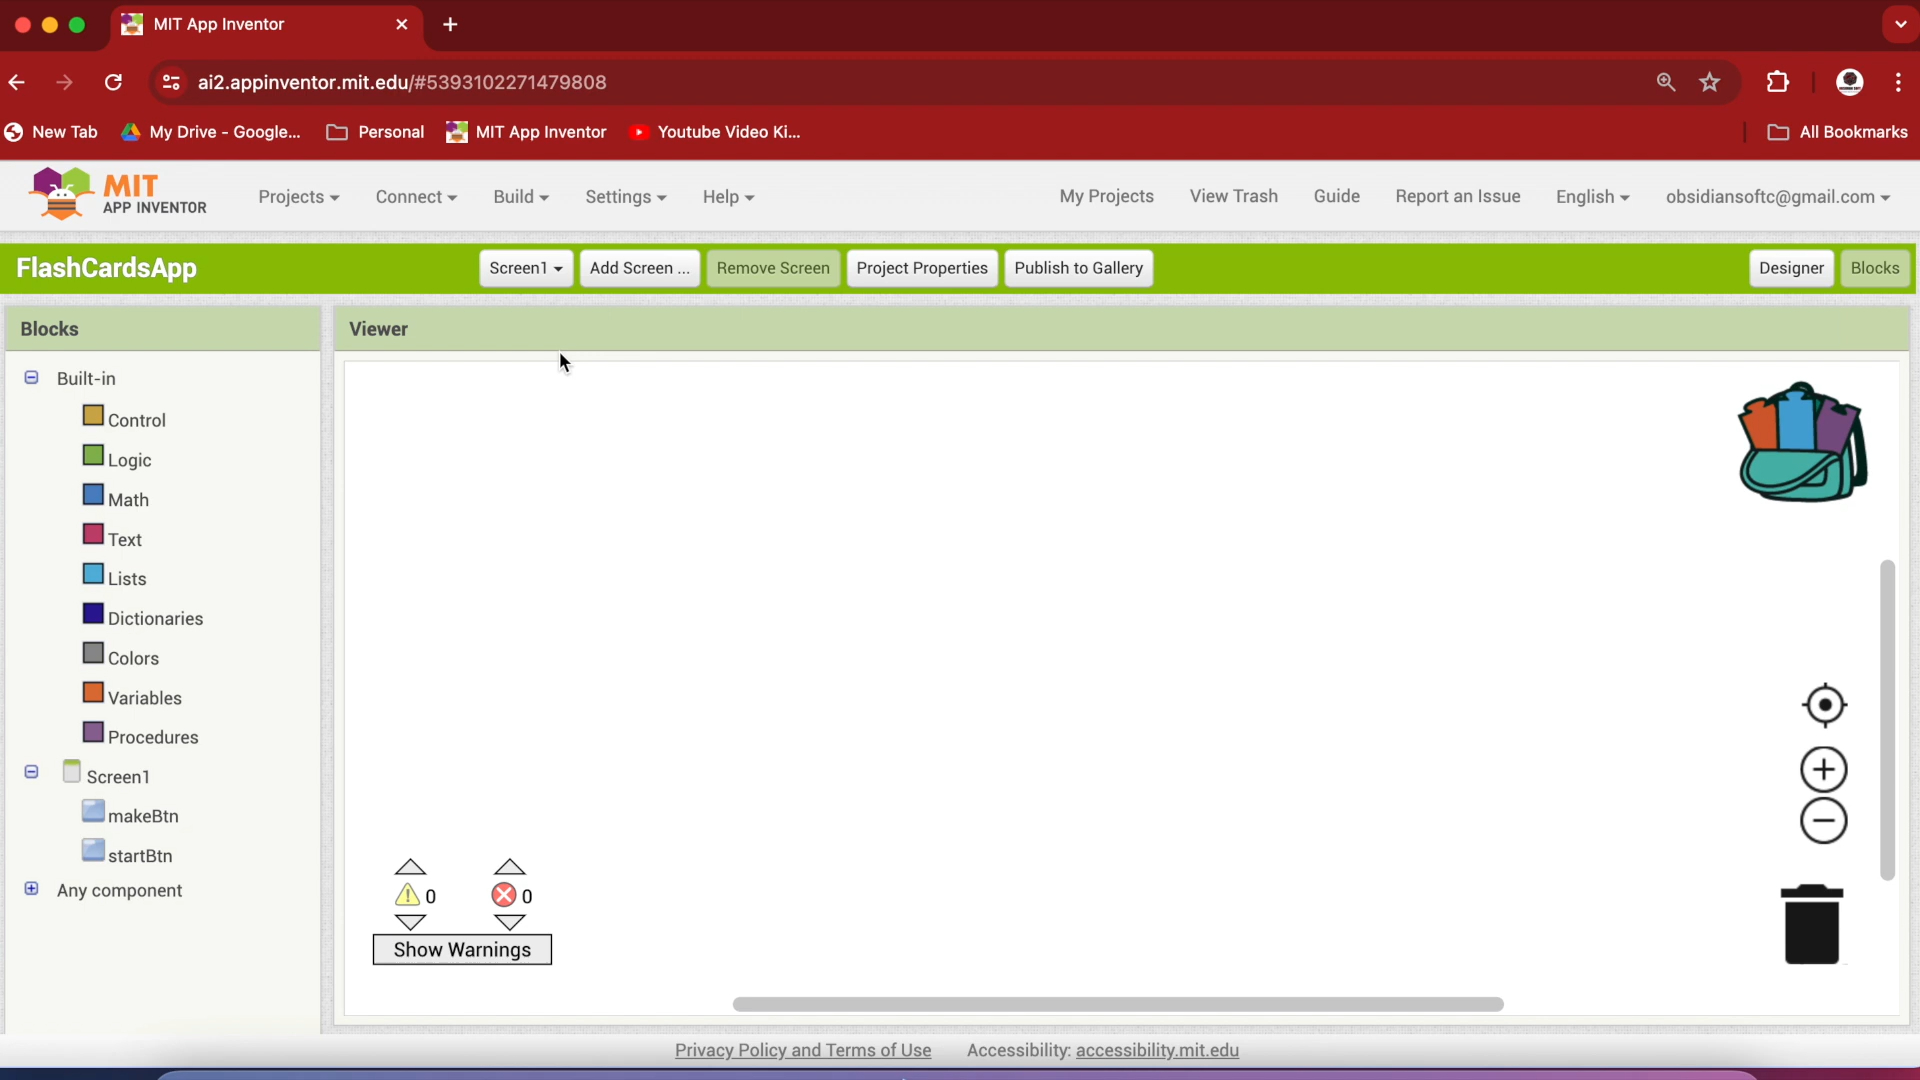 MIT App Inventor
ai2.appinventor.mit.edu/#5393102271479808
New Tab My Drive - Google... Personal MIT App Inventor Youtube Video Ki... All Bookmarks
MIT
APP INVENTOR
Projects Connect Build Settings Help My Projects View Trash Guide Report an Issue English obsidiansoftc@gmail.com
FlashCardsApp Screen1 Add Screen ... Remove Screen Project Properties Publish to Gallery Designer Blocks
Blocks Viewer
Built-in
Control
Logic
Math
Text
Lists
Dictionaries
Colors
Variables
Procedures
Screen1
makeBtn
startBtn
Any component
0 0
Show Warnings
Privacy Policy and Terms of Use Accessibility: accessibility.mit.edu